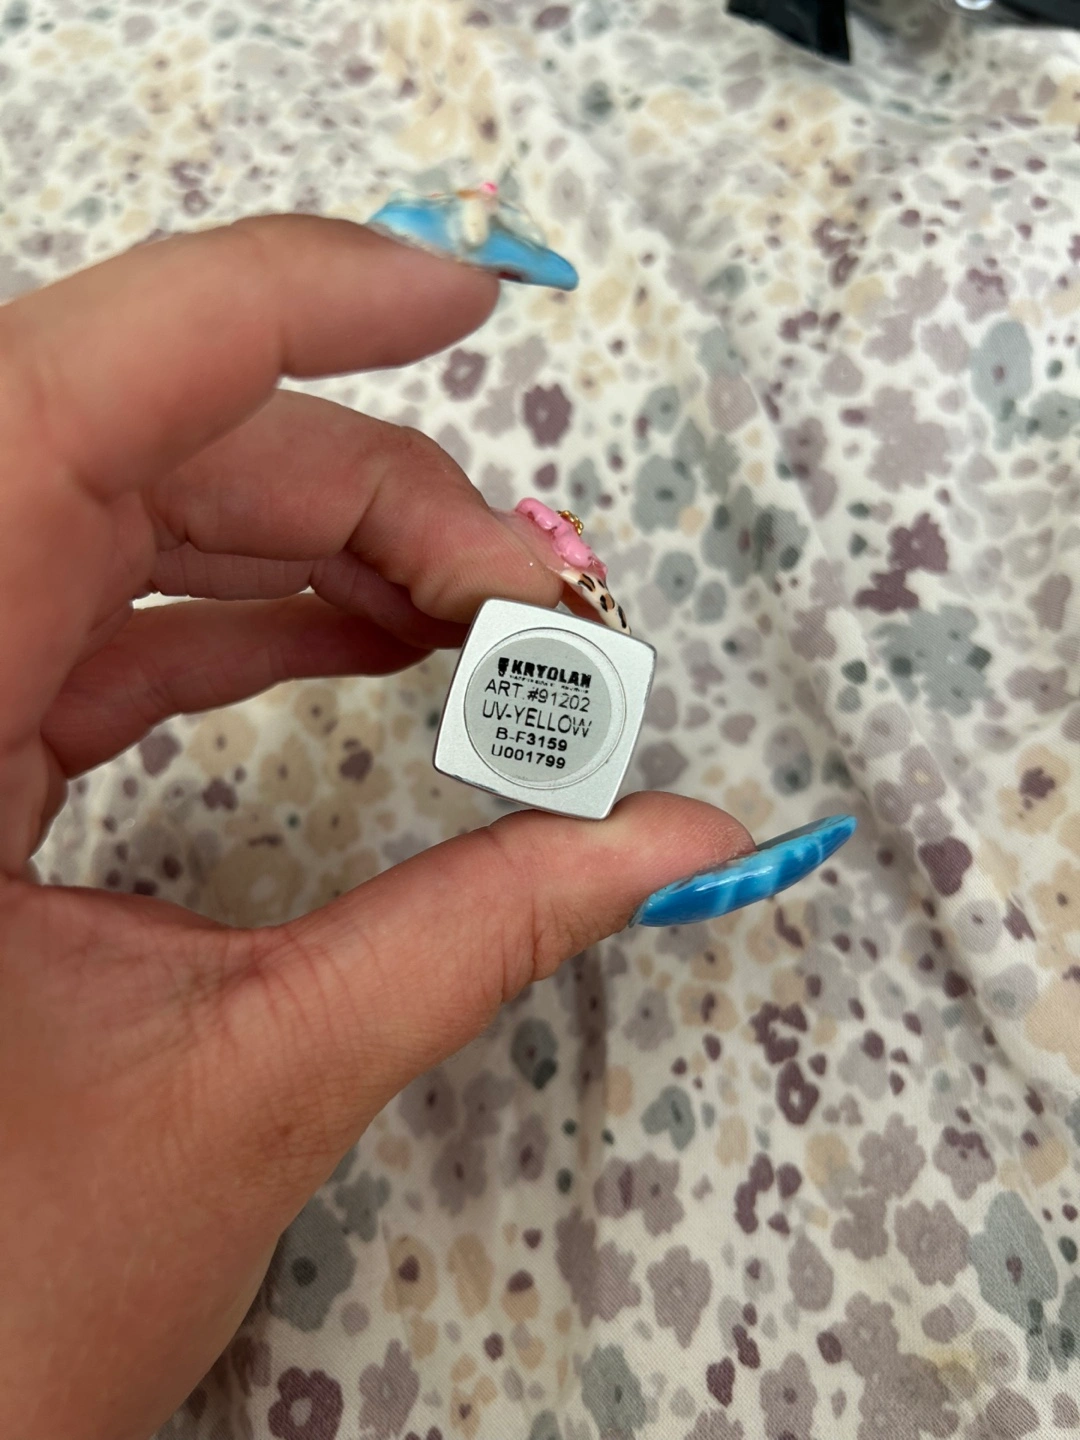 KRYOLAN
ART.#91202
UV-YELLOW
B-F3159
U001799